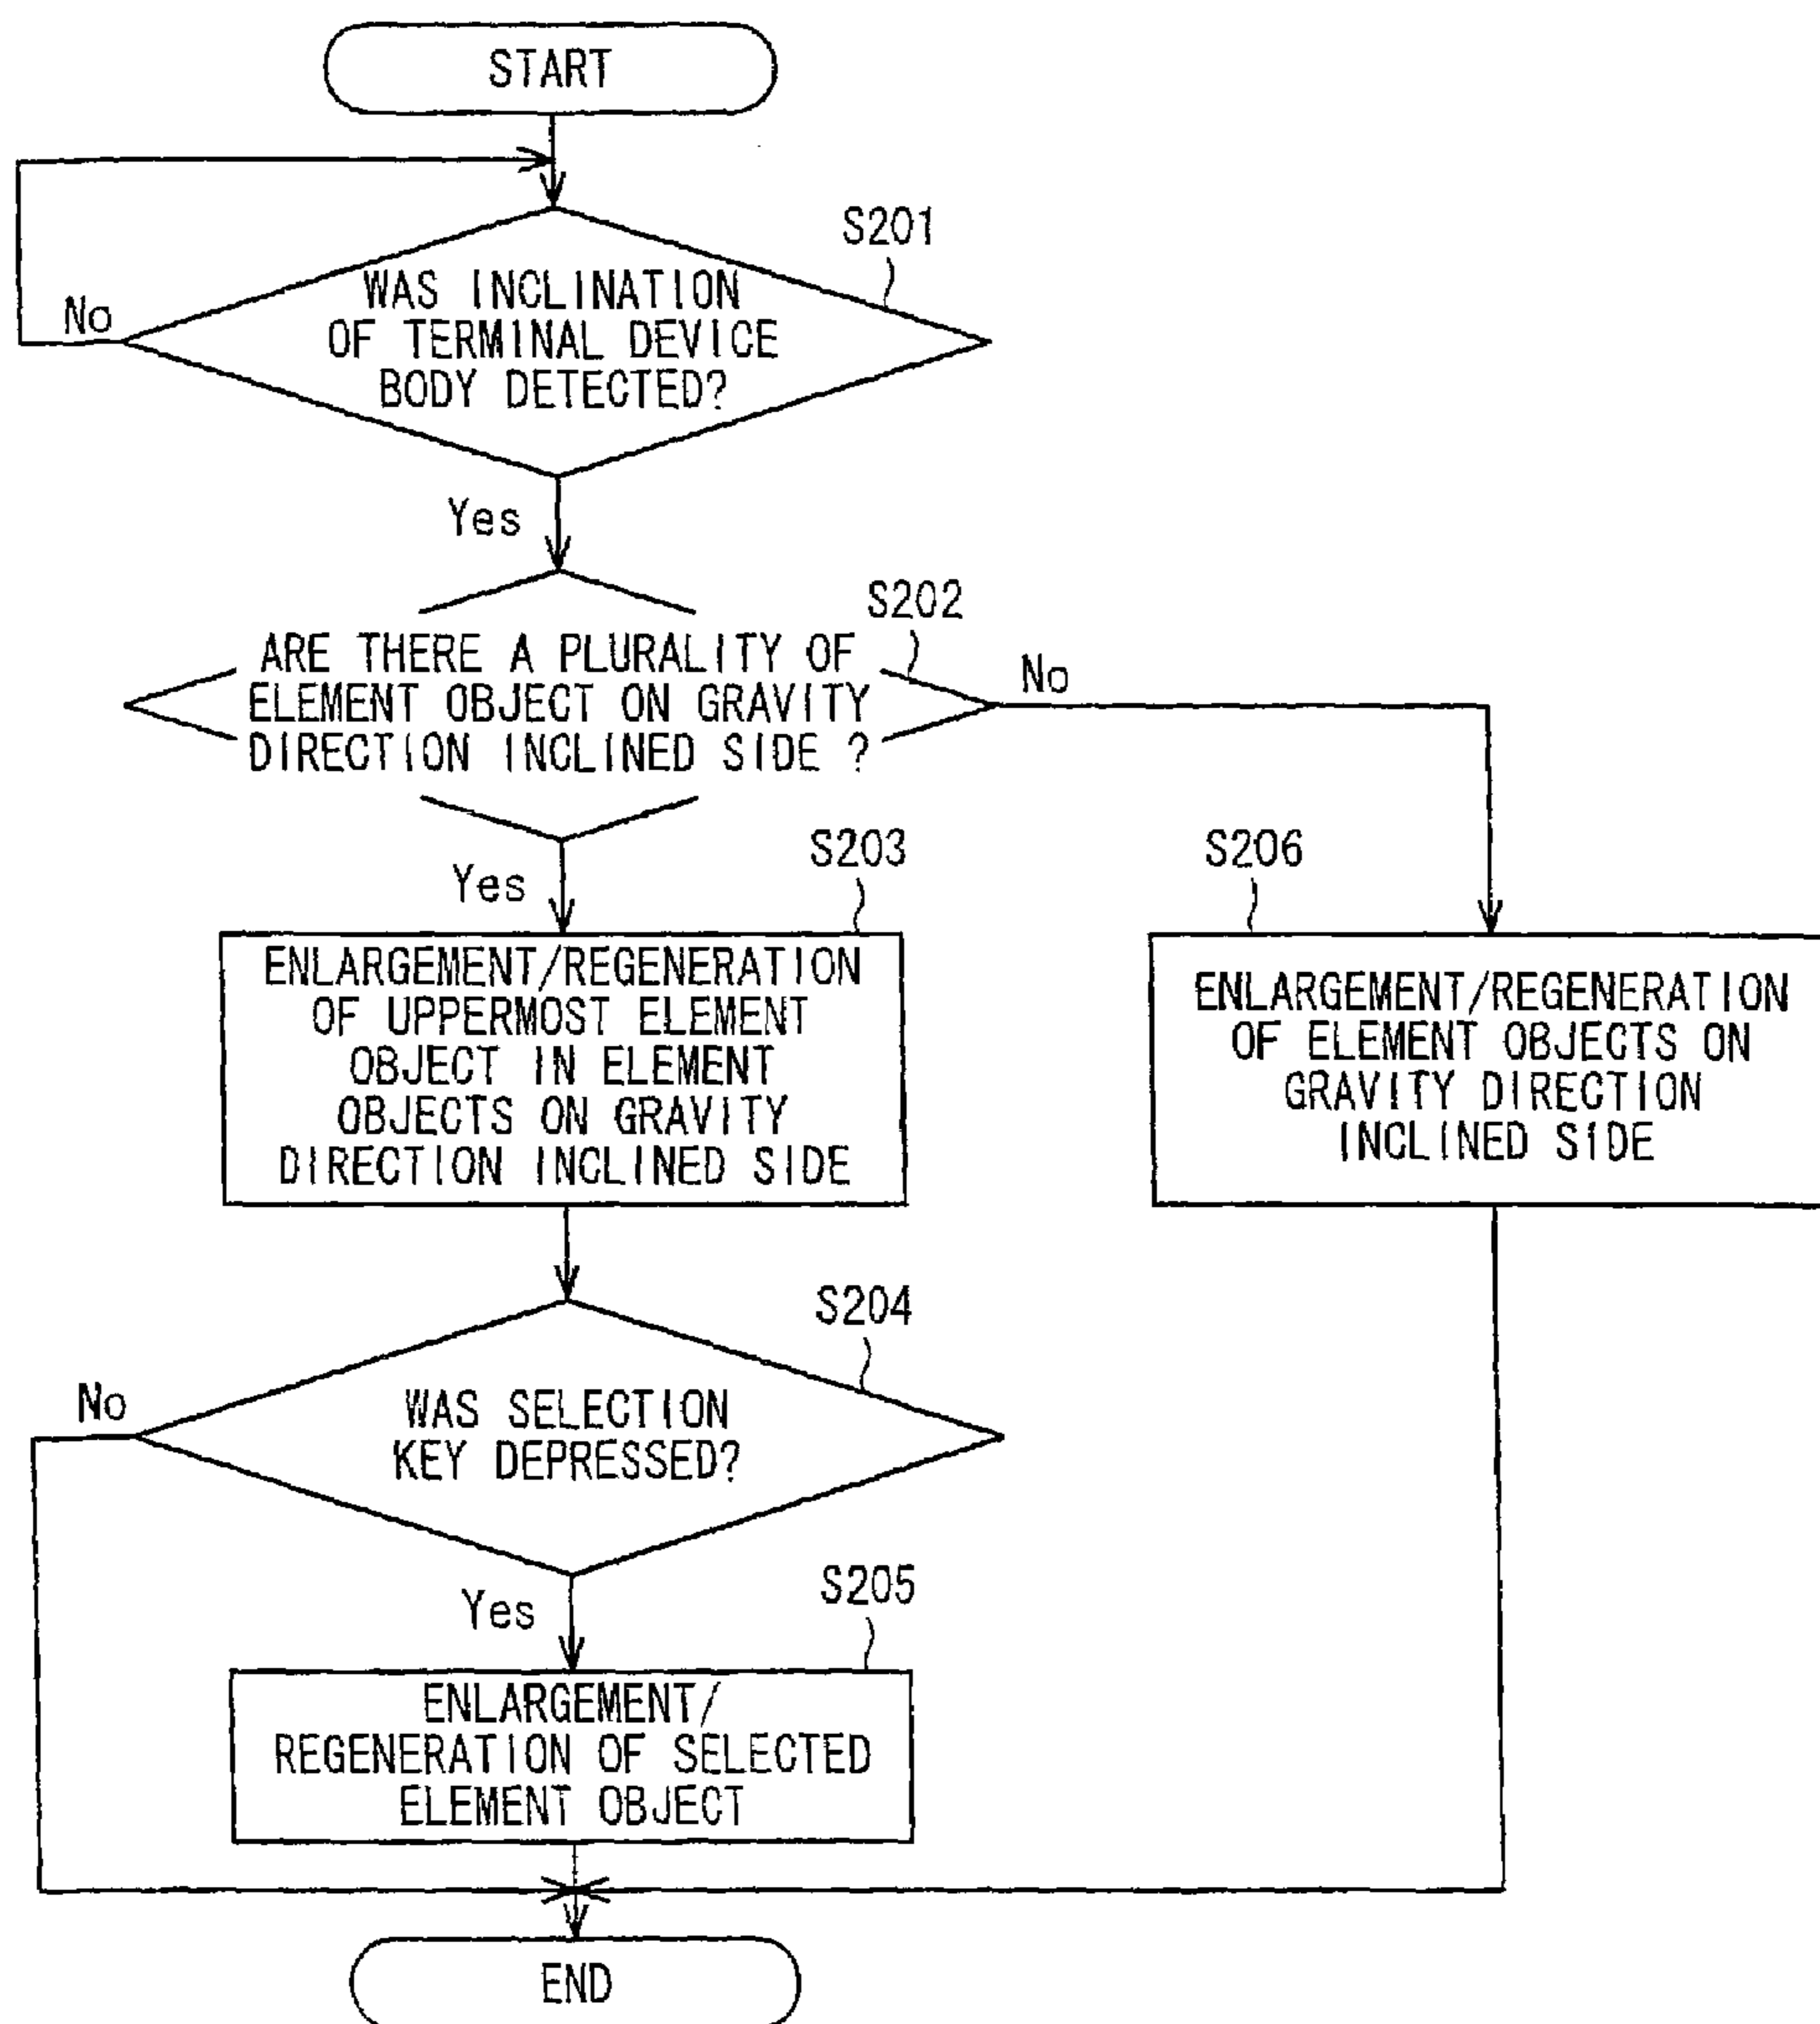 START
S201
WAS INCLINATION
OF TERMINAL DEVICE
BODY DETECTED?
No
Yes
S202
ARE THERE A PLURALITY OF
ELEMENT OBJECT ON GRAVITY
DIRECTION INCLINED SIDE ?
No
Yes
S203
ENLARGEMENT/REGENERATION
OF UPPERMOST ELEMENT
OBJECT IN ELEMENT
OBJECTS ON GRAVITY
DIRECTION INCLINED SIDE
S206
ENLARGEMENT/REGENERATION
OF ELEMENT OBJECTS ON
GRAVITY DIRECTION
INCLINED SIDE
S204
WAS SELECTION
KEY DEPRESSED?
No
Yes
S205
ENLARGEMENT/
REGENERATION OF SELECTED
ELEMENT OBJECT
END